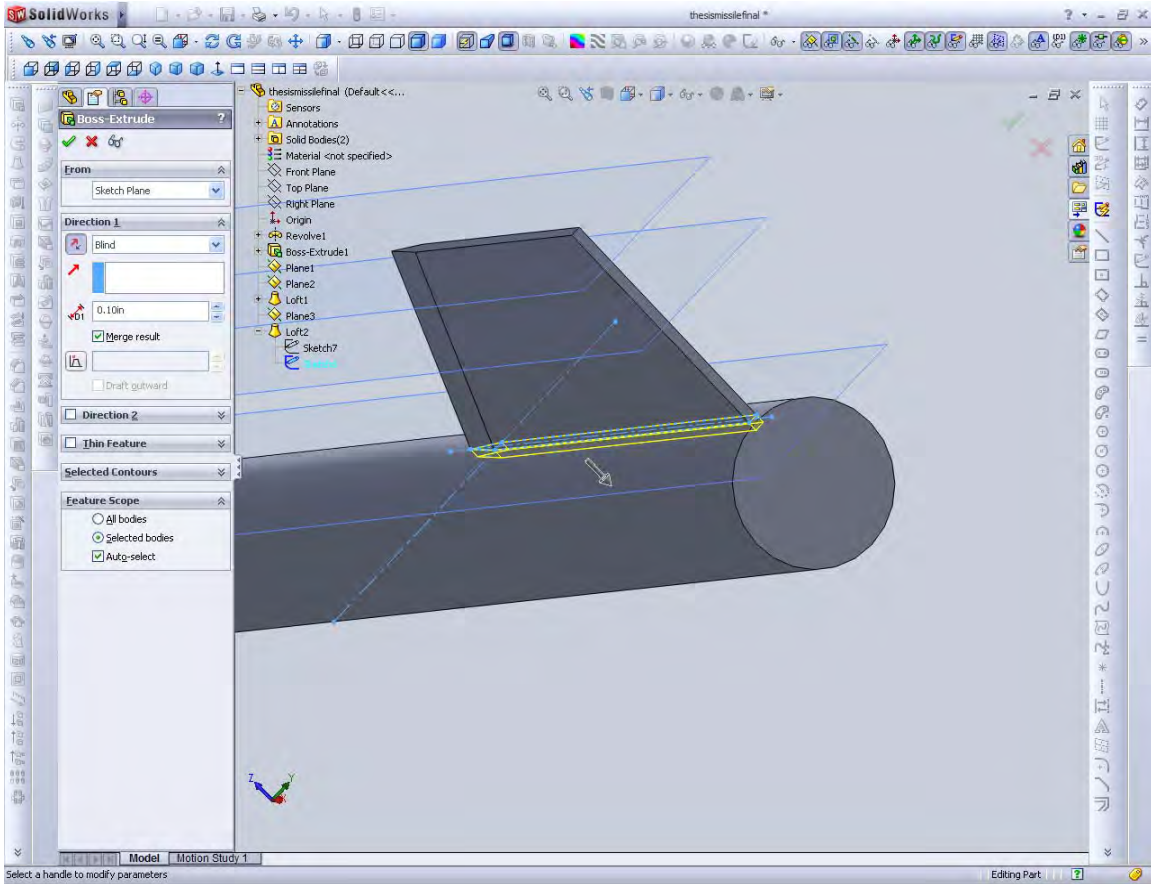 SolidWorks
thesismissilefinal *
Boss-Extrude
?
From
Sketch Plane
Direction 1
Blind
D1
0.10in
Merge result
Draft outward
Direction 2
Thin Feature
Selected Contours
Feature Scope
All bodies
Selected bodies
Auto-select
thesismissilefinal (Default<<...
Sensors
Annotations
Solid Bodies(2)
Material <not specified>
Front Plane
Top Plane
Right Plane
Origin
Revolve1
Boss-Extrude1
Plane1
Plane2
Loft1
Plane3
Loft2
Sketch7
Z
Y
Model
Motion Study 1
Select a handle to modify parameters
Editing Part
?